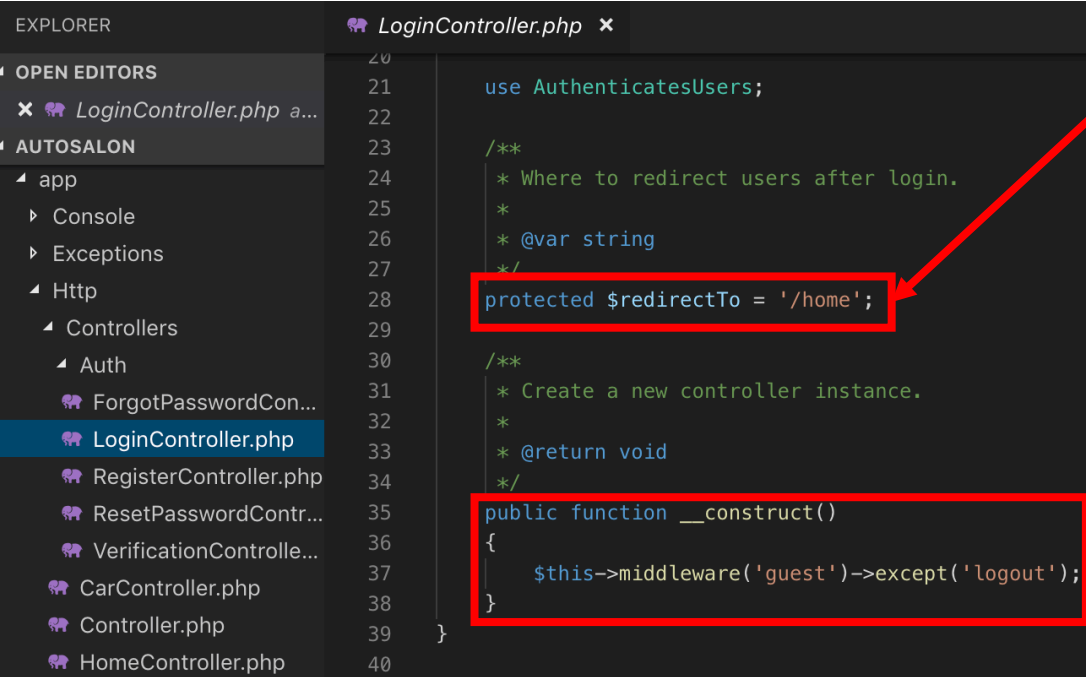 EXPLORER
OPEN EDITORS
LoginController.php a...
AUTOSALON
app
Console
Exceptions
Http
Controllers
Auth
ForgotPasswordCon...
LoginController.php
RegisterController.php
ResetPasswordContr...
VerificationControlle...
CarController.php
Controller.php
HomeController.php
LoginController.php
20
21 use AuthenticatesUsers;
22
23 /**
24 * Where to redirect users after login.
25 *
26 * @var string
27 */
28 protected $redirectTo = '/home';
29
30 /**
31 * Create a new controller instance.
32 *
33 * @return void
34 */
35 public function __construct()
36 {
37 $this->middleware('guest')->except('logout');
38 }
39 }
40